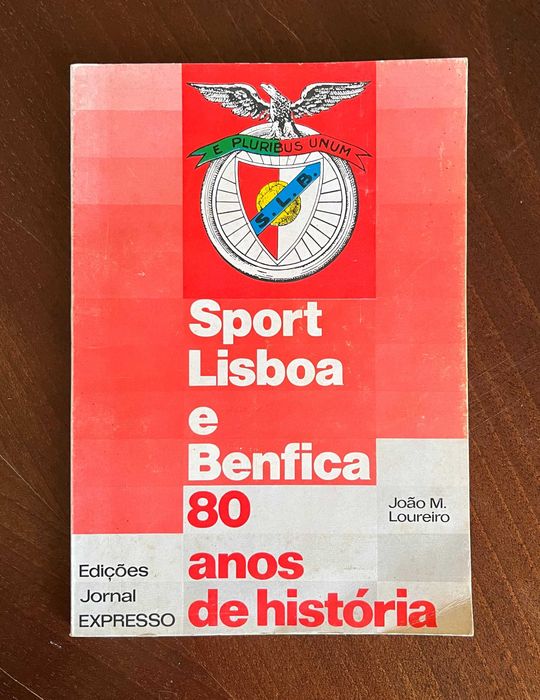 E PLURIBUS UNUM
S. L. B.
Sport
Lisboa
e
Benfica
80
anos
de história
João M.
Loureiro
Edições
Jornal
EXPRESSO